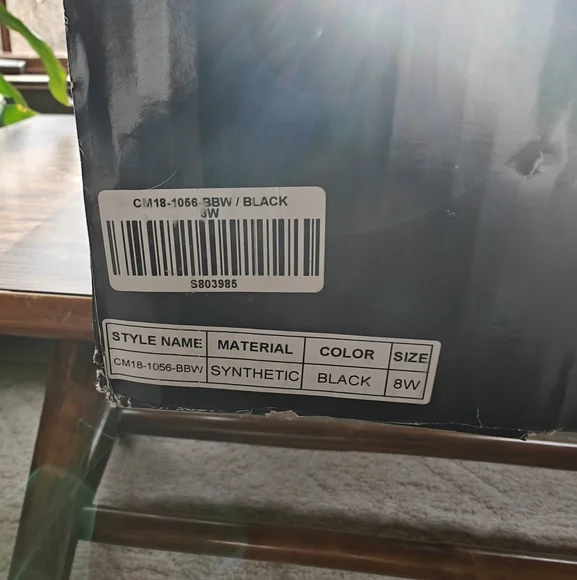 CM18-1056-BBW / BLACK
8W
S803985
STYLE NAME MATERIAL COLOR SIZE
CM18-1056-BBW SYNTHETIC BLACK 8W